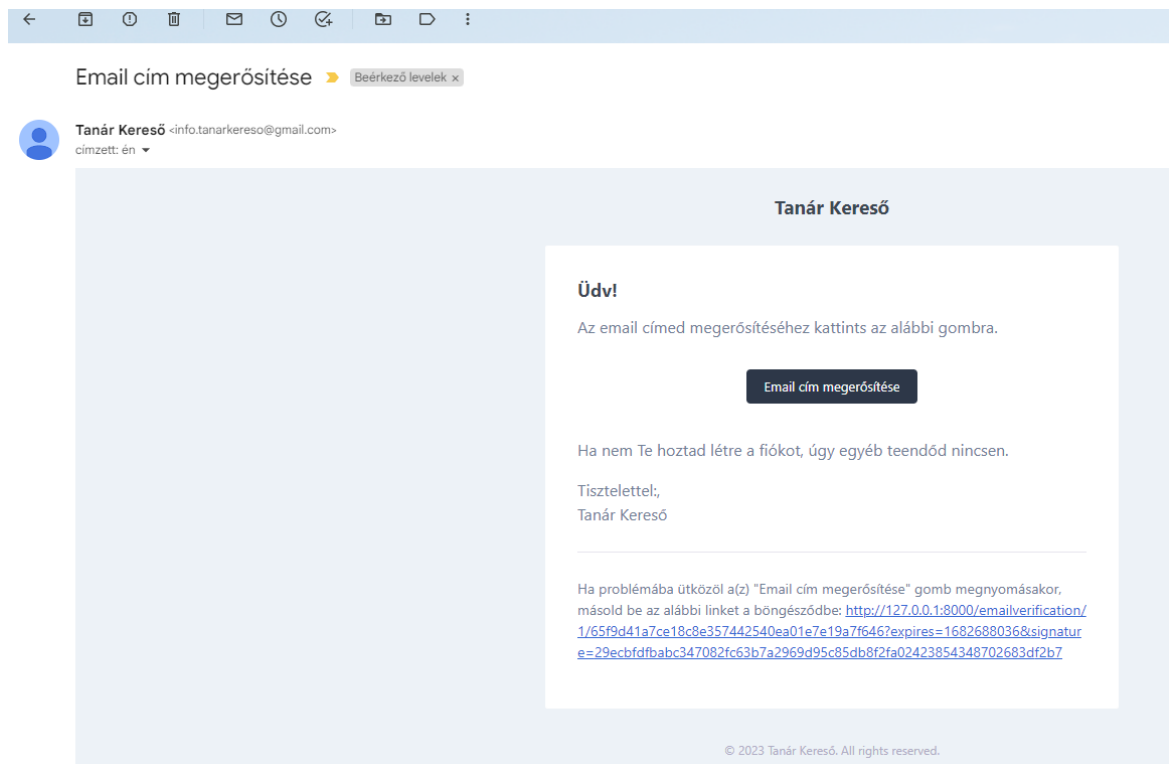 Email cím megerősítése
Beérkező levelek ×
Tanár Kereső <info.tanarkereso@gmail.com>
címzett: én
Tanár Kereső
Üdv!
Az email címed megerősítéséhez kattints az alábbi gombra.
Email cím megerősítése
Ha nem Te hoztad létre a fiókot, úgy egyéb teendőd nincsen.
Tisztelettel:,
Tanár Kereső
Ha problémába ütközöl a(z) "Email cím megerősítése" gomb megnyomásakor,
másold be az alábbi linket a böngésződbe: http://127.0.0.1:8000/emailverification/
1/65f9d41a7ce18c8e357442540ea01e7e19a7f646?expires=1682688036&signatur
e=29ecbfdfbabc347082fc63b7a2969d95c85db8f2fa02423854348702683df2b7
© 2023 Tanár Kereső. All rights reserved.